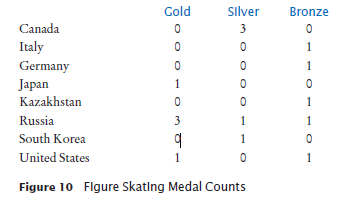 Gold Silver Bronze
Canada 0 3 0
Italy 0 0 1
Germany 0 0 1
Japan 1 0 0
Kazakhstan 0 0 1
Russia 3 1 1
South Korea 0 1 0
United States 1 0 1
Figure 10 Figure Skating Medal Counts